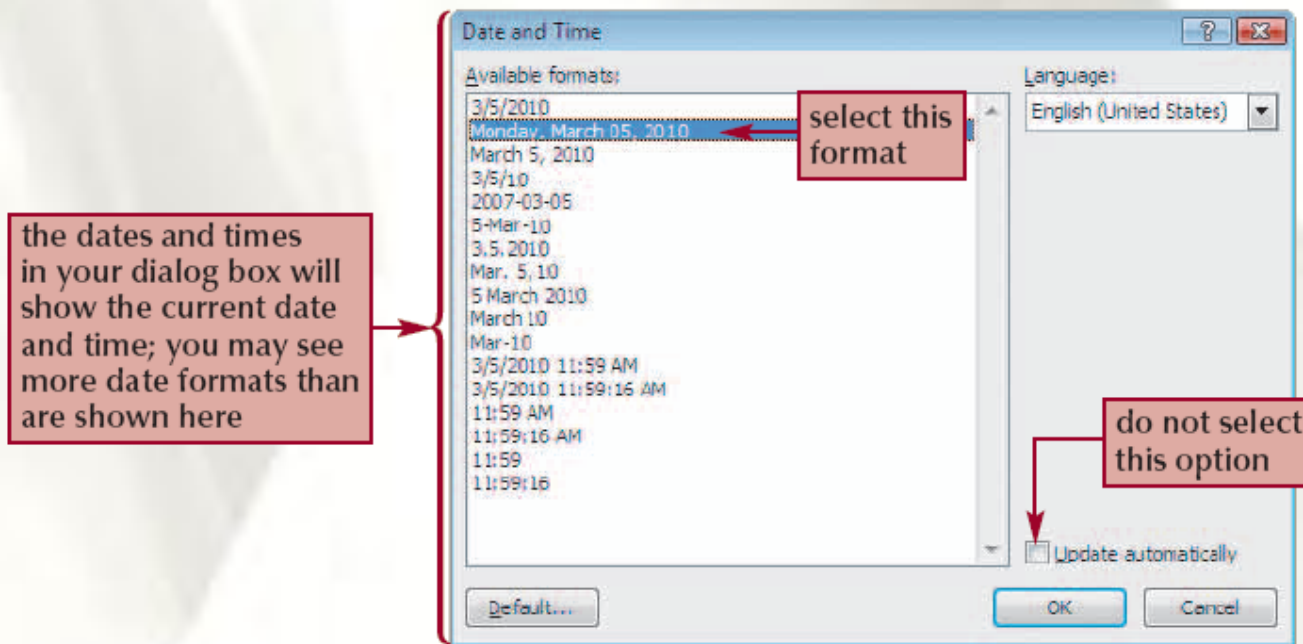 Date and Time
Available formats:
Language:
3/5/2010
Monday, March 05, 2010
March 5, 2010
3/5/10
2007-03-05
5-Mar-10
3.5.2010
Mar. 5, 10
5 March 2010
March 10
Mar-10
3/5/2010 11:59 AM
3/5/2010 11:59:16 AM
11:59 AM
11:59:16 AM
11:59
11:59:16
English (United States)
select this
format
the dates and times
in your dialog box will
show the current date
and time; you may see
more date formats than
are shown here
do not select
this option
Update automatically
Default...
OK
Cancel